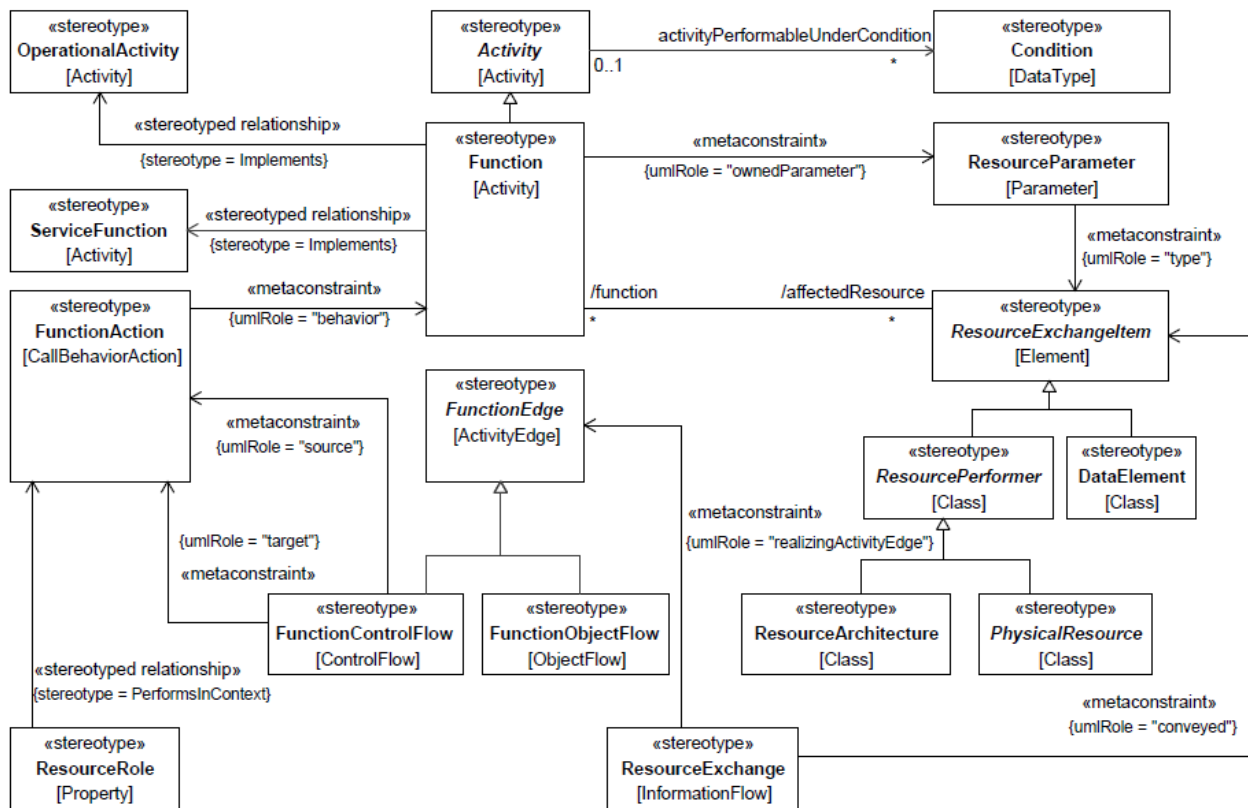 «stereotype»
OperationalActivity
[Activity]
«stereotype»
Activity
[Activity]
activityPerformableUnderCondition
0..1
*
«stereotype»
Condition
[DataType]
«stereotyped relationship»
{stereotype = Implements}
«stereotype»
Function
[Activity]
«metaconstraint»
{umlRole = "ownedParameter"}
«stereotype»
ResourceParameter
[Parameter]
«stereotype»
ServiceFunction
[Activity]
«stereotyped relationship»
{stereotype = Implements}
«metaconstraint»
{umlRole = "type"}
«stereotype»
FunctionAction
[CallBehaviorAction]
«metaconstraint»
{umlRole = "behavior"}
/function
*
/affectedResource
*
«stereotype»
ResourceExchangeItem
[Element]
«metaconstraint»
{umlRole = "source"}
«stereotype»
FunctionEdge
[ActivityEdge]
«stereotype»
ResourcePerformer
[Class]
«stereotype»
DataElement
[Class]
{umlRole = "target"}
«metaconstraint»
«metaconstraint»
{umlRole = "realizingActivityEdge"}
«stereotype»
FunctionControlFlow
[ControlFlow]
«stereotype»
FunctionObjectFlow
[ObjectFlow]
«stereotype»
ResourceArchitecture
[Class]
«stereotype»
PhysicalResource
[Class]
«stereotyped relationship»
{stereotype = PerformsInContext}
«metaconstraint»
{umlRole = "conveyed"}
«stereotype»
ResourceRole
[Property]
«stereotype»
ResourceExchange
[InformationFlow]